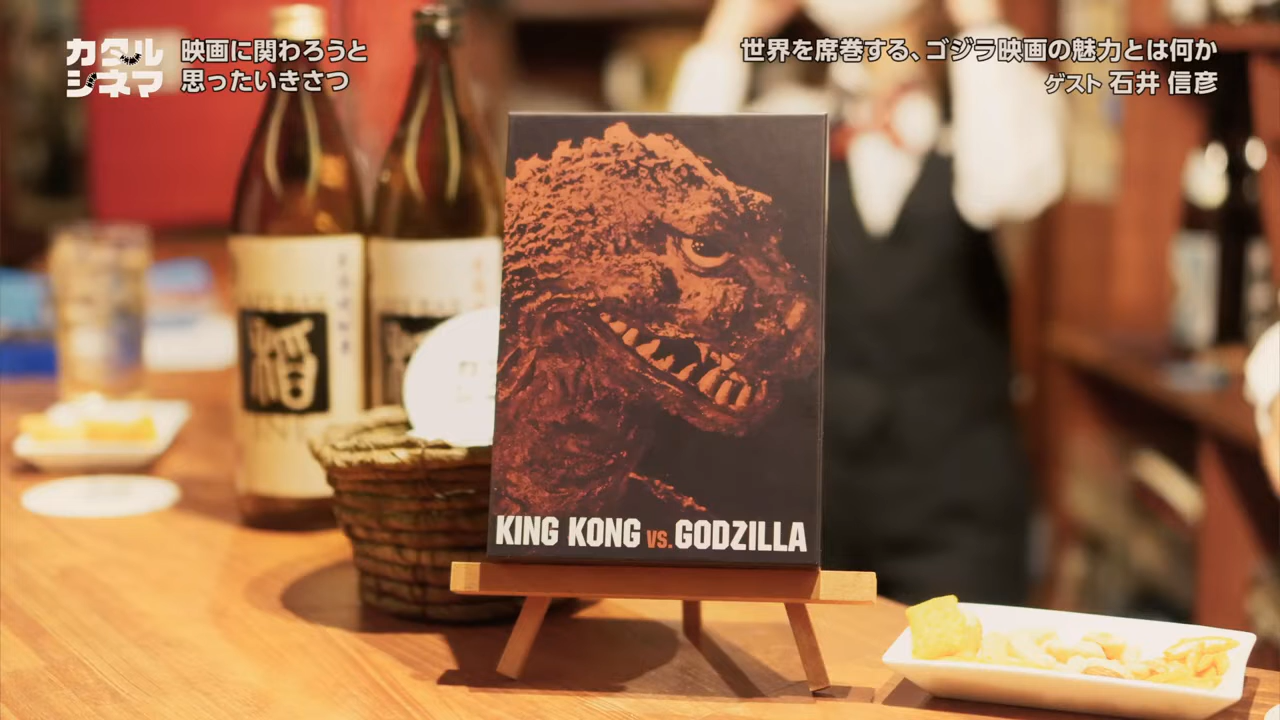 カタル
シネマ
映画に関わろうと
思ったいきさつ
世界を席巻する、ゴジラ映画の魅力とは何か
ゲスト 石井 信彦
KING KONG vs. GODZILLA